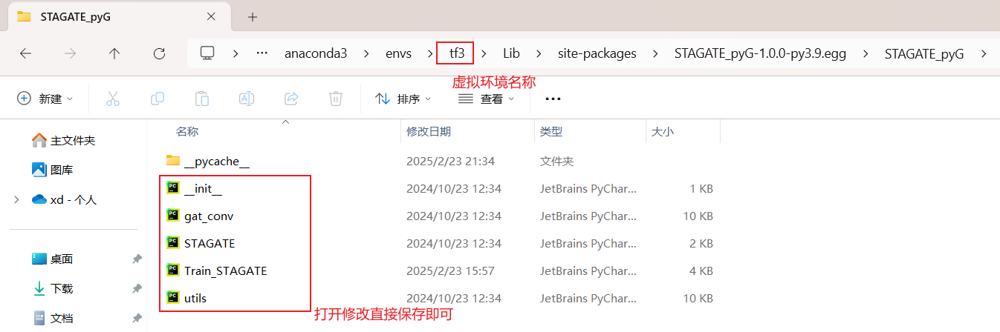 STAGATE_pyG
··· anaconda3 envs tf3 Lib site-packages STAGATE_pyG-1.0.0-py3.9.egg STAGATE_pyG
虚拟环境名称
新建 排序 查看 ···
名称 修改日期 类型 大小
主文件夹
__pycache__ 2025/2/23 21:34 文件夹
图库
__init__ 2024/10/23 12:34 JetBrains PyChar... 1 KB
xd - 个人
gat_conv 2024/10/23 12:34 JetBrains PyChar... 10 KB
STAGATE 2024/10/23 12:34 JetBrains PyChar... 2 KB
桌面
Train_STAGATE 2025/2/23 15:57 JetBrains PyChar... 4 KB
下载
utils 2024/10/23 12:34 JetBrains PyChar... 10 KB
打开修改直接保存即可
文档